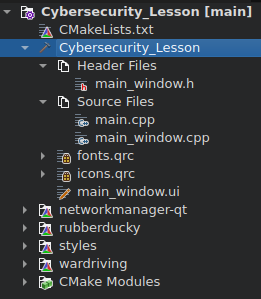 Cybersecurity_Lesson [main]
CMakeLists.txt
Cybersecurity_Lesson
Header Files
main_window.h
Source Files
main.cpp
main_window.cpp
fonts.qrc
icons.qrc
main_window.ui
networkmanager-qt
rubberducky
styles
wardriving
CMake Modules